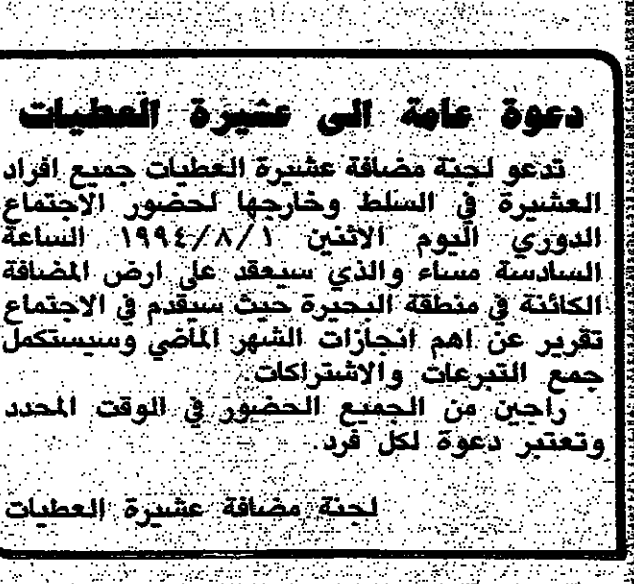 دعوة عامة الى عشيرة العطيات
تدعو لجنة مضافة عشيرة العطيات جميع افراد
العشيرة في السلط وخارجها لحضور الاجتماع
الدوري اليوم الاثنين ١٩٩٤/٨/١ الساعة
السادسة مساء والذي سيعقد على ارض المضافة
الكائنة في منطقة البحيرة حيث سيقدم في الاجتماع
تقرير عن اهم انجازات الشهر الماضي وسيستكمل
جمع التبرعات والاشتراكات.
راجين من الجميع الحضور في الوقت المحدد
وتعتبر دعوة لكل فرد.
لجنة مضافة عشيرة العطيات